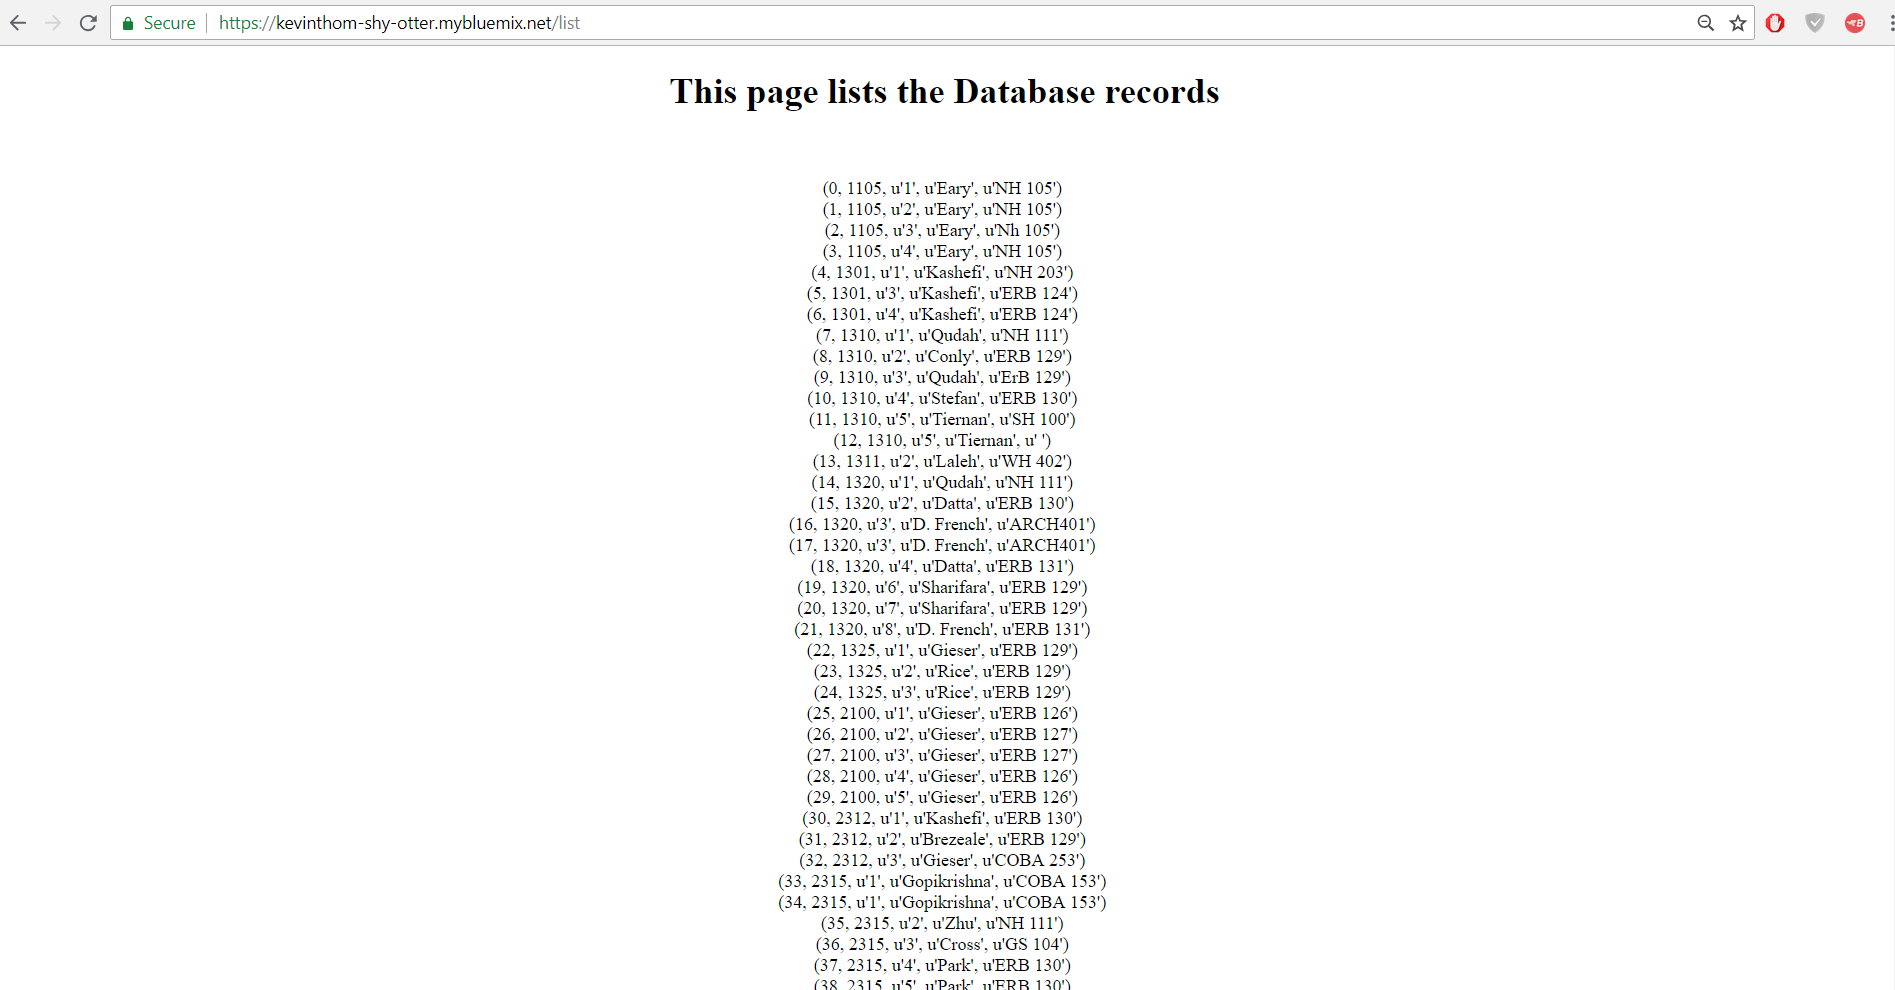 Secure https://kevinthom-shy-otter.mybluemix.net/list
This page lists the Database records
(0, 1105, u'1', u'Eary', u'NH 105')
(1, 1105, u'2', u'Eary', u'NH 105')
(2, 1105, u'3', u'Eary', u'Nh 105')
(3, 1105, u'4', u'Eary', u'NH 105')
(4, 1301, u'1', u'Kashefi', u'NH 203')
(5, 1301, u'3', u'Kashefi', u'ERB 124')
(6, 1301, u'4', u'Kashefi', u'ERB 124')
(7, 1310, u'1', u'Qudah', u'NH 111')
(8, 1310, u'2', u'Conly', u'ERB 129')
(9, 1310, u'3', u'Qudah', u'ErB 129')
(10, 1310, u'4', u'Stefan', u'ERB 130')
(11, 1310, u'5', u'Tiernan', u'SH 100')
(12, 1310, u'5', u'Tiernan', u' ')
(13, 1311, u'2', u'Laleh', u'WH 402')
(14, 1320, u'1', u'Qudah', u'NH 111')
(15, 1320, u'2', u'Datta', u'ERB 130')
(16, 1320, u'3', u'D. French', u'ARCH401')
(17, 1320, u'3', u'D. French', u'ARCH401')
(18, 1320, u'4', u'Datta', u'ERB 131')
(19, 1320, u'6', u'Sharifara', u'ERB 129')
(20, 1320, u'7', u'Sharifara', u'ERB 129')
(21, 1320, u'8', u'D. French', u'ERB 131')
(22, 1325, u'1', u'Gieser', u'ERB 129')
(23, 1325, u'2', u'Rice', u'ERB 129')
(24, 1325, u'3', u'Rice', u'ERB 129')
(25, 2100, u'1', u'Gieser', u'ERB 126')
(26, 2100, u'2', u'Gieser', u'ERB 127')
(27, 2100, u'3', u'Gieser', u'ERB 127')
(28, 2100, u'4', u'Gieser', u'ERB 126')
(29, 2100, u'5', u'Gieser', u'ERB 126')
(30, 2312, u'1', u'Kashefi', u'ERB 130')
(31, 2312, u'2', u'Brezeale', u'ERB 129')
(32, 2312, u'3', u'Gieser', u'COBA 253')
(33, 2315, u'1', u'Gopikrishna', u'COBA 153')
(34, 2315, u'1', u'Gopikrishna', u'COBA 153')
(35, 2315, u'2', u'Zhu', u'NH 111')
(36, 2315, u'3', u'Cross', u'GS 104')
(37, 2315, u'4', u'Park', u'ERB 130')
(38, 2315, u'5', u'Park', u'ERB 130')